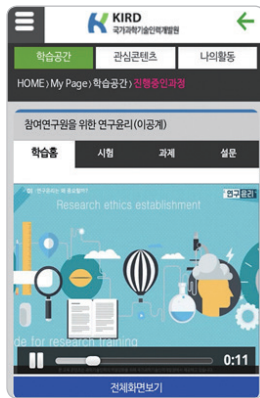 KIRD
국가과학기술인력개발원
학습공간 관심콘텐츠 나의활동
HOME > My Page > 학습공간 > 진행중인과정
참여연구원을 위한 연구윤리(이공계)
학습홈 시험 과제 설문
연구윤리
Research ethics establishment
de for research training
0:11
전체화면보기